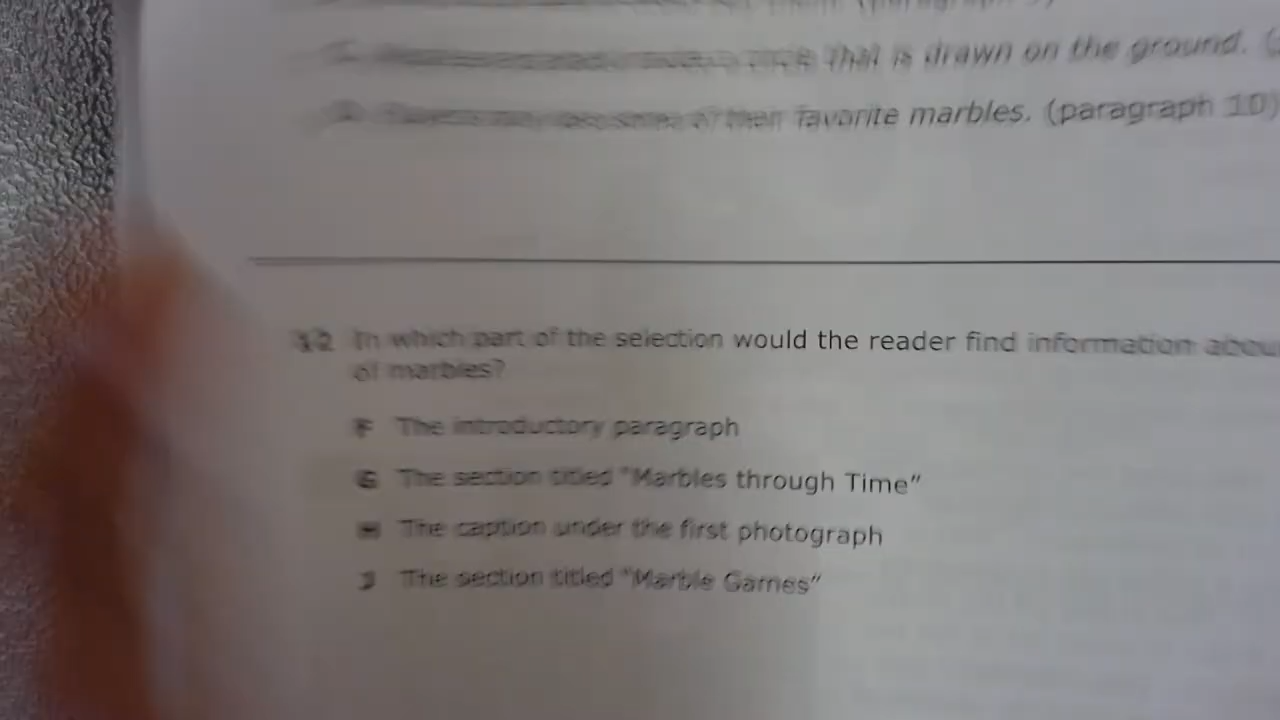 that is drawn on the ground.
of their favorite marbles. (paragraph 10)
12 In which part of the selection would the reader find information about
of marbles?
F The introductory paragraph
G The section titled "Marbles through Time"
H The caption under the first photograph
J The section titled "Marble Games"